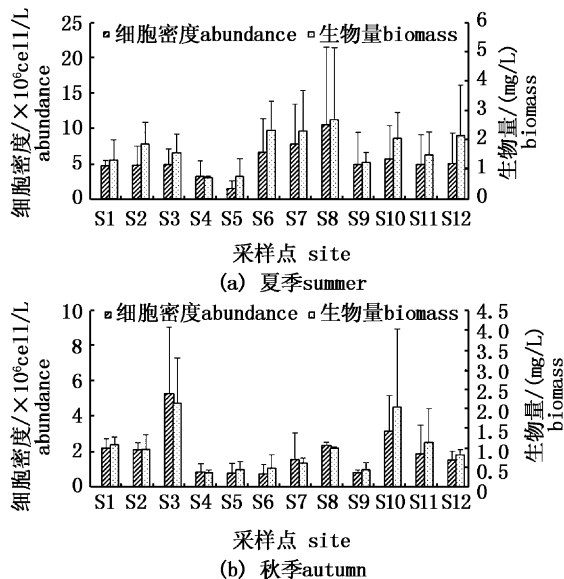 细胞密度abundance 生物量biomass
细胞密度/×10⁶cell/L
abundance
25
20
15
10
5
0
6
5
4
3
2
1
0
生物量/(mg/L)
biomass
S1 S2 S3 S4 S5 S6 S7 S8 S9 S10 S11 S12
采样点 site
(a) 夏季summer
细胞密度abundance 生物量biomass
细胞密度/×10⁶cell/L
abundance
10
8
6
4
2
0
4.5
4.0
3.5
3.0
2.5
2.0
1.5
1.0
0.5
0
生物量/(mg/L)
biomass
S1 S2 S3 S4 S5 S6 S7 S8 S9 S10 S11 S12
采样点 site
(b) 秋季autumn